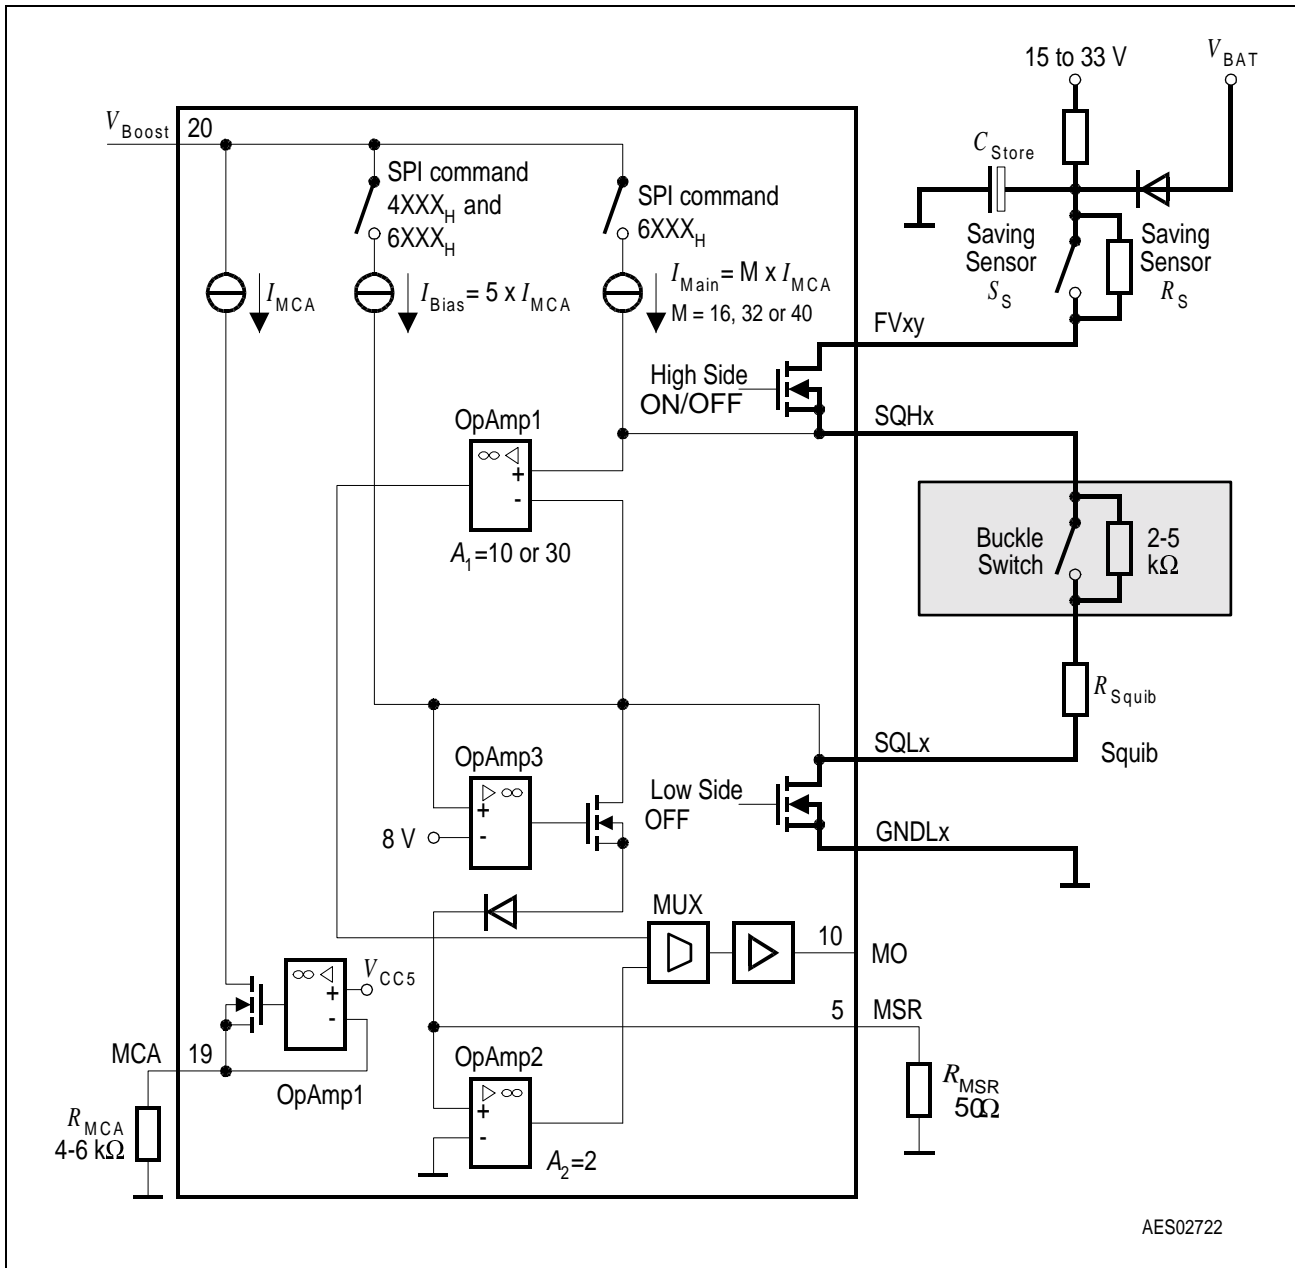 15 to 33 V
V_BAT
V_Boost
20
C_Store
SPI command
4XXX_H and
6XXX_H
SPI command
6XXX_H
Saving
Sensor
S_S
Saving
Sensor
R_S
I_MCA
I_Bias = 5 x I_MCA
I_Main = M x I_MCA
M = 16, 32 or 40
FVxy
High Side
ON/OFF
SQHx
OpAmp1
∞
+
-
A_1=10 or 30
Buckle
Switch
2-5
kΩ
R_Squib
SQLx
Squib
OpAmp3
∞
+
-
8 V
Low Side
OFF
GNDLx
MUX
10
MO
∞
+
-
V_CC5
5
MSR
MCA
19
OpAmp1
OpAmp2
∞
+
-
A_2=2
R_MCA
4-6 kΩ
R_MSR
50Ω
AES02722